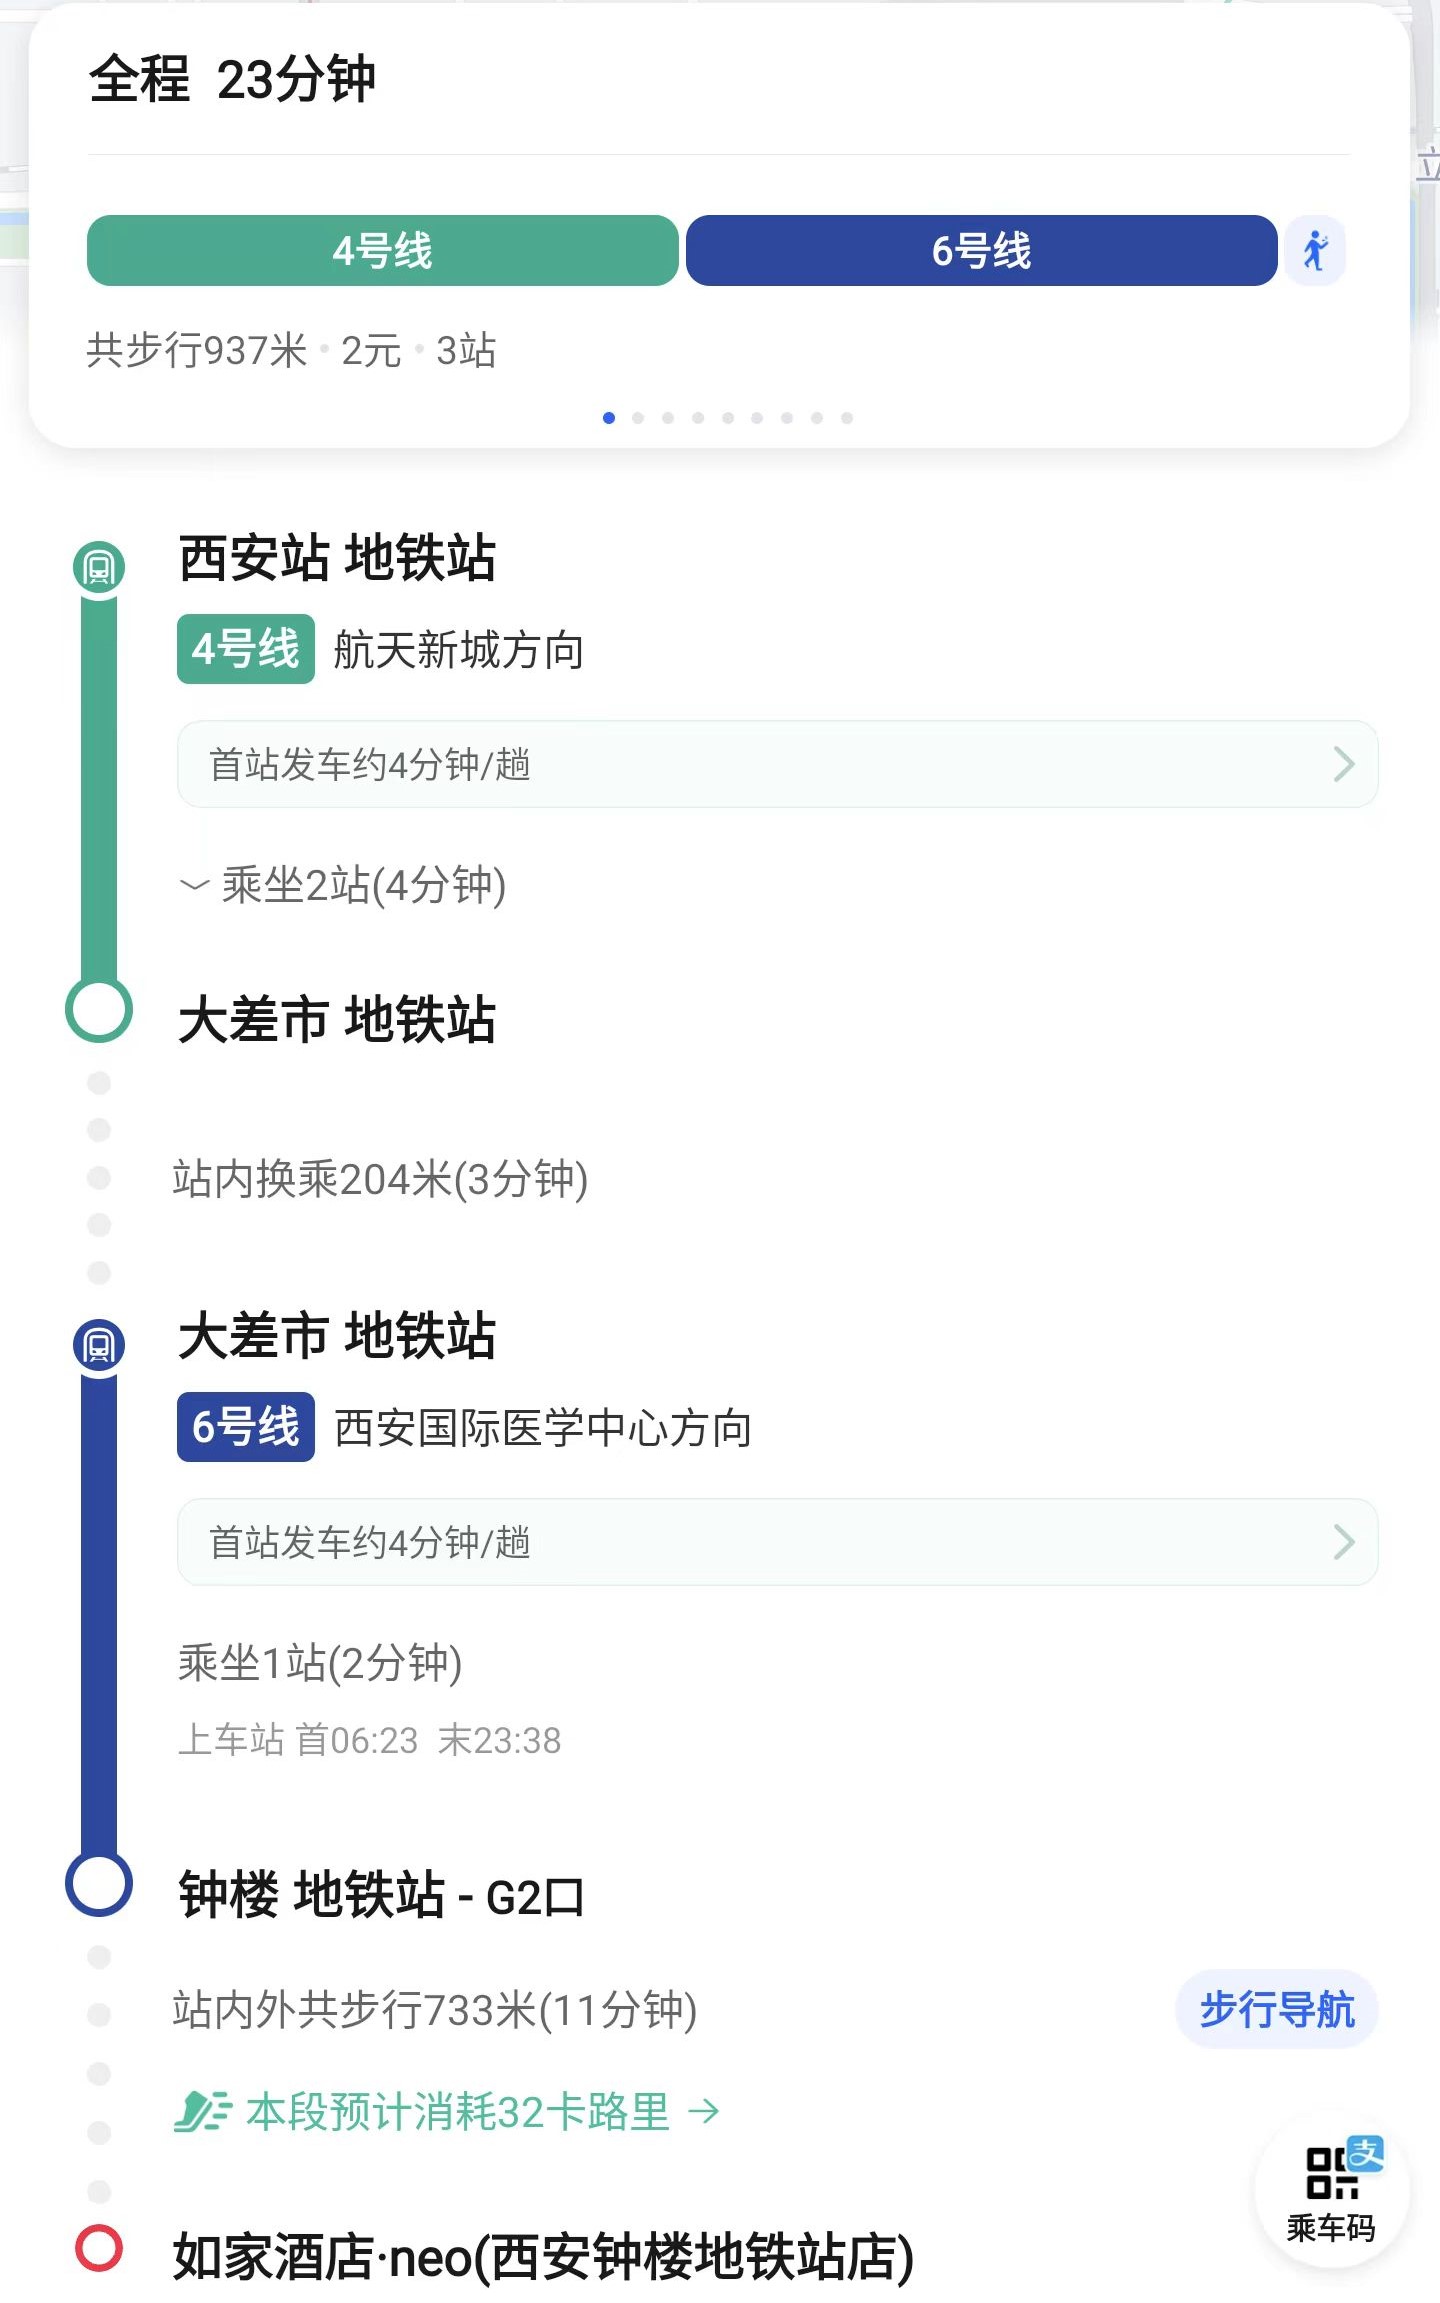 全程 23分钟
立
4号线 6号线
共步行937米·2元·3站
西安站 地铁站
4号线 航天新城方向
首站发车约4分钟/趟
乘坐2站(4分钟)
大差市 地铁站
站内换乘204米(3分钟)
大差市 地铁站
6号线 西安国际医学中心方向
首站发车约4分钟/趟
乘坐1站(2分钟)
上车站 首06:23 末23:38
钟楼 地铁站 - G2口
站内外共步行733米(11分钟)
步行导航
本段预计消耗32卡路里 →
支
乘车码
如家酒店·neo(西安钟楼地铁站店)